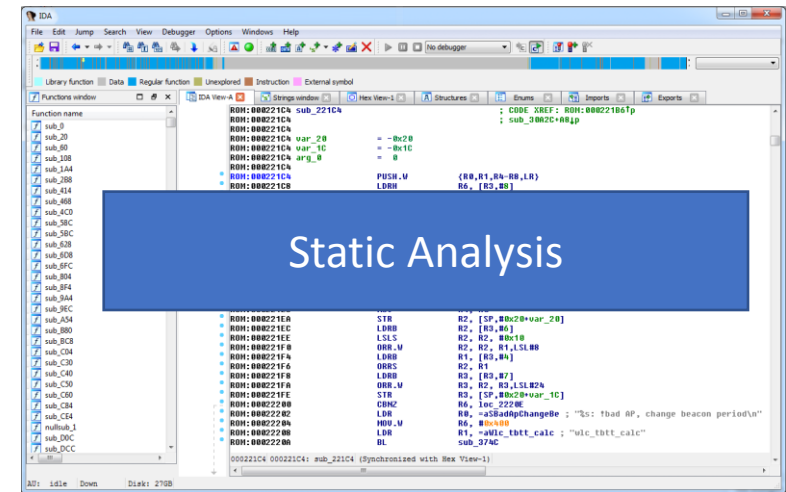 IDA
File Edit Jump Search View Debugger Options Windows Help
No debugger
Library function Data Regular function Unexplored Instruction External symbol
Functions window IDA View-A Strings window Hex View-1 Structures Enums Imports Exports
Function name
sub_0
sub_20
sub_60
sub_108
sub_1A4
sub_2B8
sub_414
sub_468
sub_4C0
sub_58C
sub_5BC
sub_628
sub_6D8
sub_6FC
sub_804
sub_8F4
sub_9A4
sub_9EC
sub_A54
sub_B80
sub_BC8
sub_C04
sub_C30
sub_C40
sub_C50
sub_C60
sub_C84
sub_CE4
nullsub_1
sub_D0C
sub_DCC
ROM:000221C4 sub_221C4 ; CODE XREF: ROM:000221B6↑p
ROM:000221C4 ; sub_30A2C+A8↓p
ROM:000221C4
ROM:000221C4 var_20 = -0x20
ROM:000221C4 var_1C = -0x1C
ROM:000221C4 arg_0 = 0
ROM:000221C4
ROM:000221C4 PUSH.W {R0,R1,R4-R8,LR}
ROM:000221C8 LDRH R6, [R3,#8]
Static Analysis
ROM:000221EA STR R2, [SP,#0x20+var_20]
ROM:000221EC LDRB R2, [R3,#6]
ROM:000221EE LSLS R2, R2, #0x10
ROM:000221F0 ORR.W R2, R2, R1,LSL#8
ROM:000221F4 LDRB R1, [R3,#4]
ROM:000221F6 ORRS R2, R1
ROM:000221F8 LDRB R3, [R3,#7]
ROM:000221FA ORR.W R3, R2, R3,LSL#24
ROM:000221FE STR R3, [SP,#0x20+var_1C]
ROM:00022200 CBNZ R6, loc_2220E
ROM:00022202 LDR R0, =aSBadApChangeBe ; "%s: !bad AP, change beacon period\n"
ROM:00022204 MOV.W R6, #0x400
ROM:00022208 LDR R1, =aWlc_tbtt_calc ; "wlc_tbtt_calc"
ROM:0002220A BL sub_374C
000221C4 000221C4: sub_221C4 (Synchronized with Hex View-1)
AU: idle Down Disk: 27GB